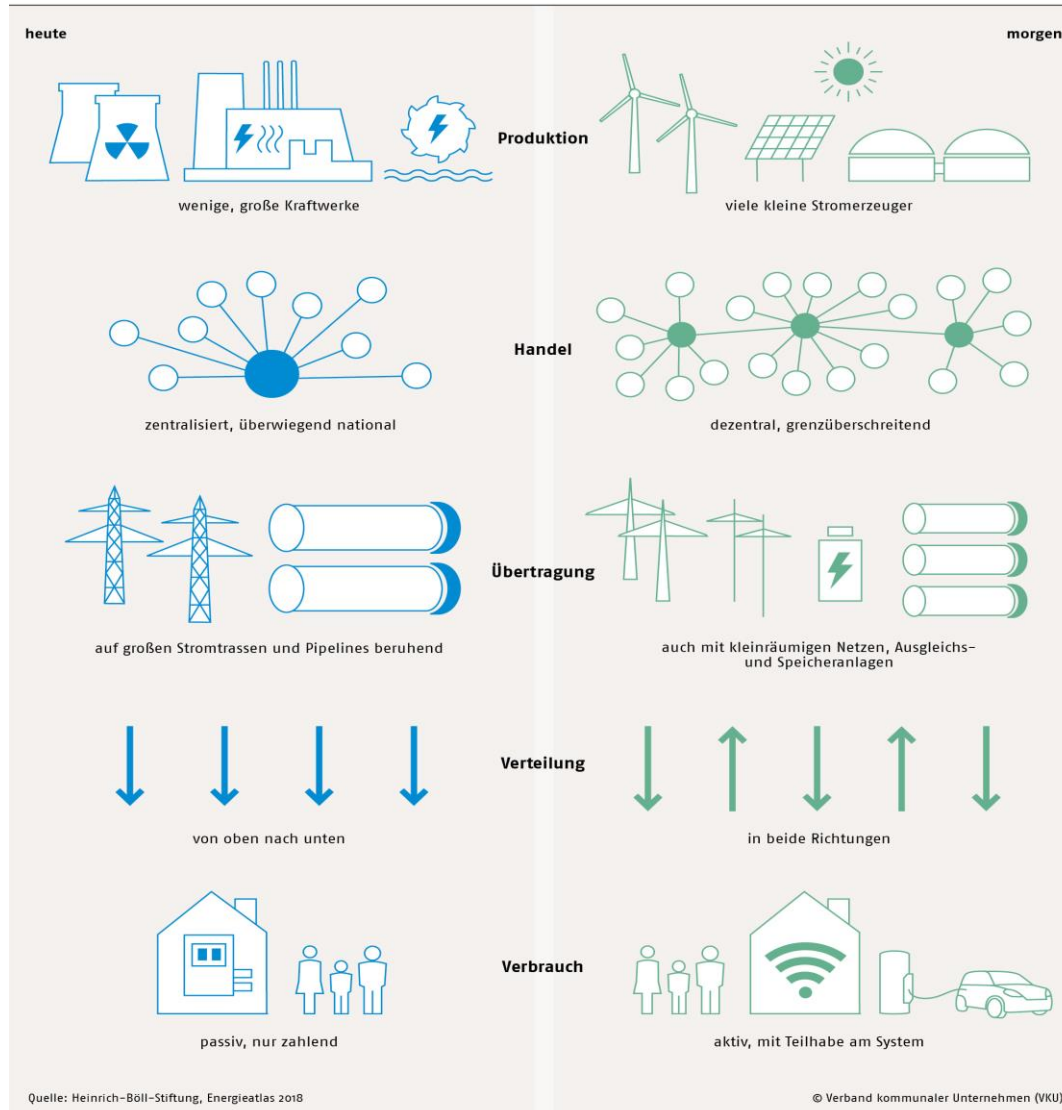 heute
morgen
Produktion
wenige, große Kraftwerke
viele kleine Stromerzeuger
Handel
zentralisiert, überwiegend national
dezentral, grenzüberschreitend
Übertragung
auf großen Stromtrassen und Pipelines beruhend
auch mit kleinräumigen Netzen, Ausgleichs-
und Speicheranlagen
Verteilung
von oben nach unten
in beide Richtungen
Verbrauch
passiv, nur zahlend
aktiv, mit Teilhabe am System
Quelle: Heinrich-Böll-Stiftung, Energieatlas 2018
© Verband kommunaler Unternehmen (VKU)